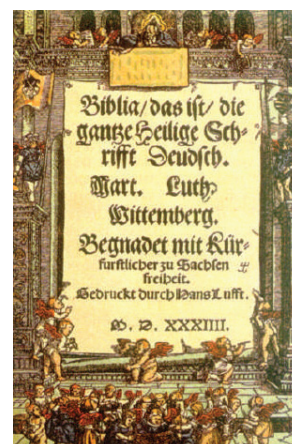 Biblia/das ist/ die
gantze Heilige Sch-
rifft Deudsch.
Mart. Luth.
Wittemberg.
Begnadet mit Kür-
furstlicher zu Sachsen
freiheit.
Gedruckt durch Hans Lufft.
M. D. XXXIIII.